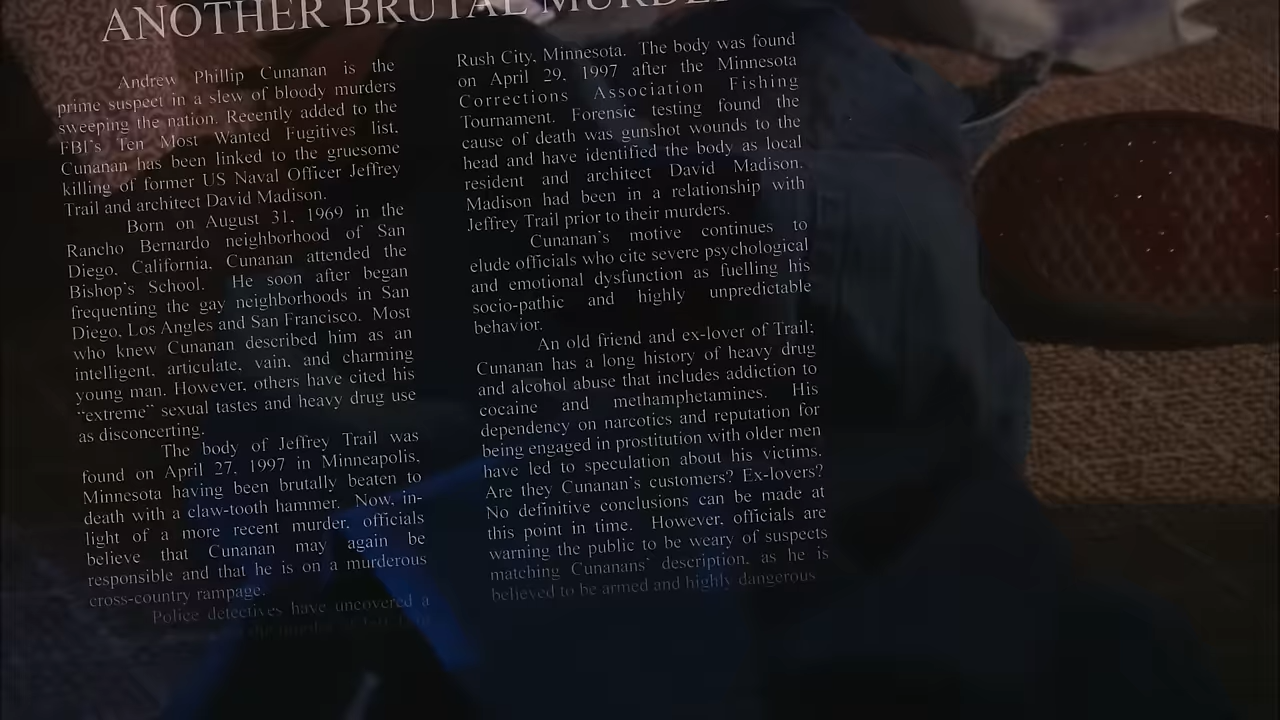 ANOTHER BRUTAL MURDER
Andrew Phillip Cunanan is the
prime suspect in a slew of bloody murders
sweeping the nation. Recently added to the
FBI's Ten Most Wanted Fugitives list,
Cunanan has been linked to the gruesome
killing of former US Naval Officer Jeffrey
Trail and architect David Madison.
Born on August 31, 1969 in the
Rancho Bernardo neighborhood of San
Diego, California, Cunanan attended the
Bishop's School. He soon after began
frequenting the gay neighborhoods in San
Diego, Los Angles and San Francisco. Most
who knew Cunanan described him as an
intelligent, articulate, vain, and charming
young man. However, others have cited his
"extreme" sexual tastes and heavy drug use
as disconcerting.
The body of Jeffrey Trail was
found on April 27, 1997 in Minneapolis,
Minnesota having been brutally beaten to
death with a claw-tooth hammer. Now, in-
light of a more recent murder, officials
believe that Cunanan may again be
responsible and that he is on a murderous
cross-country rampage.
Police detectives have uncovered a
Rush City, Minnesota. The body was found
on April 29, 1997 after the Minnesota
Corrections Association Fishing
Tournament. Forensic testing found the
cause of death was gunshot wounds to the
head and have identified the body as local
resident and architect David Madison.
Madison had been in a relationship with
Jeffrey Trail prior to their murders.
Cunanan's motive continues to
elude officials who cite severe psychological
and emotional dysfunction as fuelling his
socio-pathic and highly unpredictable
behavior.
An old friend and ex-lover of Trail;
Cunanan has a long history of heavy drug
and alcohol abuse that includes addiction to
cocaine and methamphetamines. His
dependency on narcotics and reputation for
being engaged in prostitution with older men
have led to speculation about his victims.
Are they Cunanan's customers? Ex-lovers?
No definitive conclusions can be made at
this point in time. However, officials are
warning the public to be weary of suspects
matching Cunanans' description, as he is
believed to be armed and highly dangerous